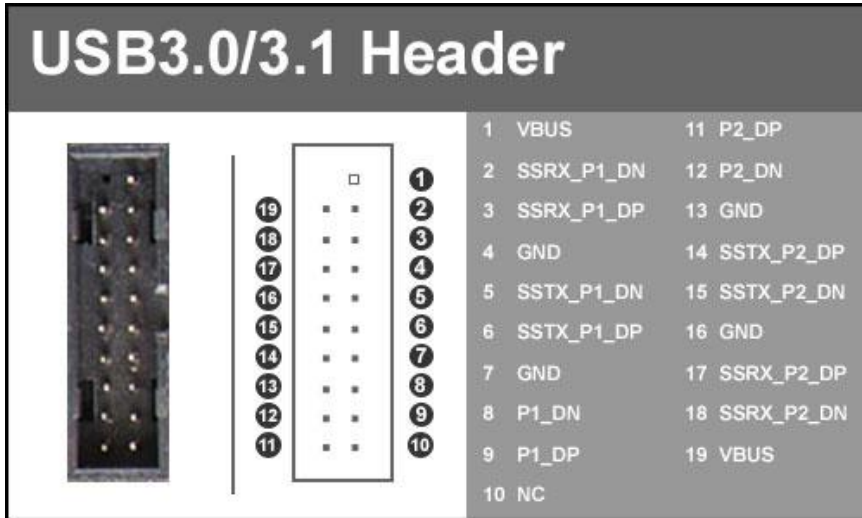 USB3.0/3.1 Header
1
19 2
18 3
17 4
16 5
15 6
14 7
13 8
12 9
11 10
1 VBUS
2 SSRX_P1_DN
3 SSRX_P1_DP
4 GND
5 SSTX_P1_DN
6 SSTX_P1_DP
7 GND
8 P1_DN
9 P1_DP
10 NC
11 P2_DP
12 P2_DN
13 GND
14 SSTX_P2_DP
15 SSTX_P2_DN
16 GND
17 SSRX_P2_DP
18 SSRX_P2_DN
19 VBUS